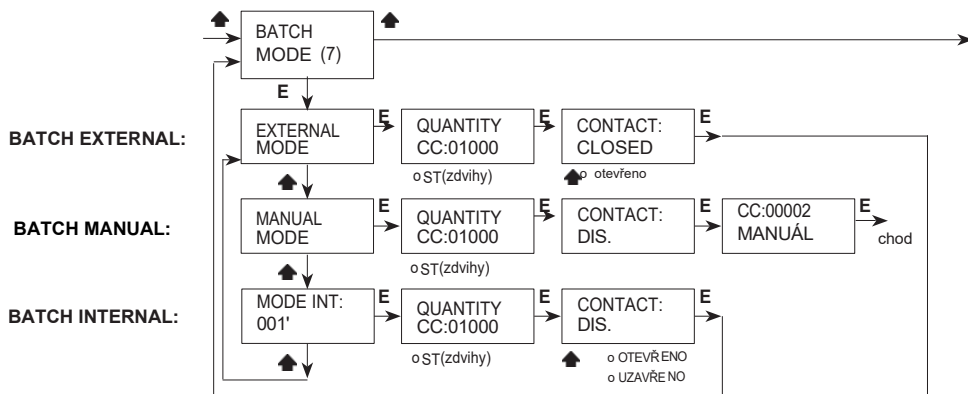 BATCH
MODE (7)
E
BATCH EXTERNAL:
EXTERNAL
MODE
E
QUANTITY
CC:01000
E
CONTACT:
CLOSED
E
o ST(zdvihy)
o otevřeno
BATCH MANUAL:
MANUAL
MODE
E
QUANTITY
CC:01000
E
CONTACT:
DIS.
E
CC:00002
MANUÁL
E
chod
o ST(zdvihy)
BATCH INTERNAL:
MODE INT:
001'
E
QUANTITY
CC:01000
E
CONTACT:
DIS.
E
o ST(zdvihy)
o OTEVŘENO
o UZAVŘENO